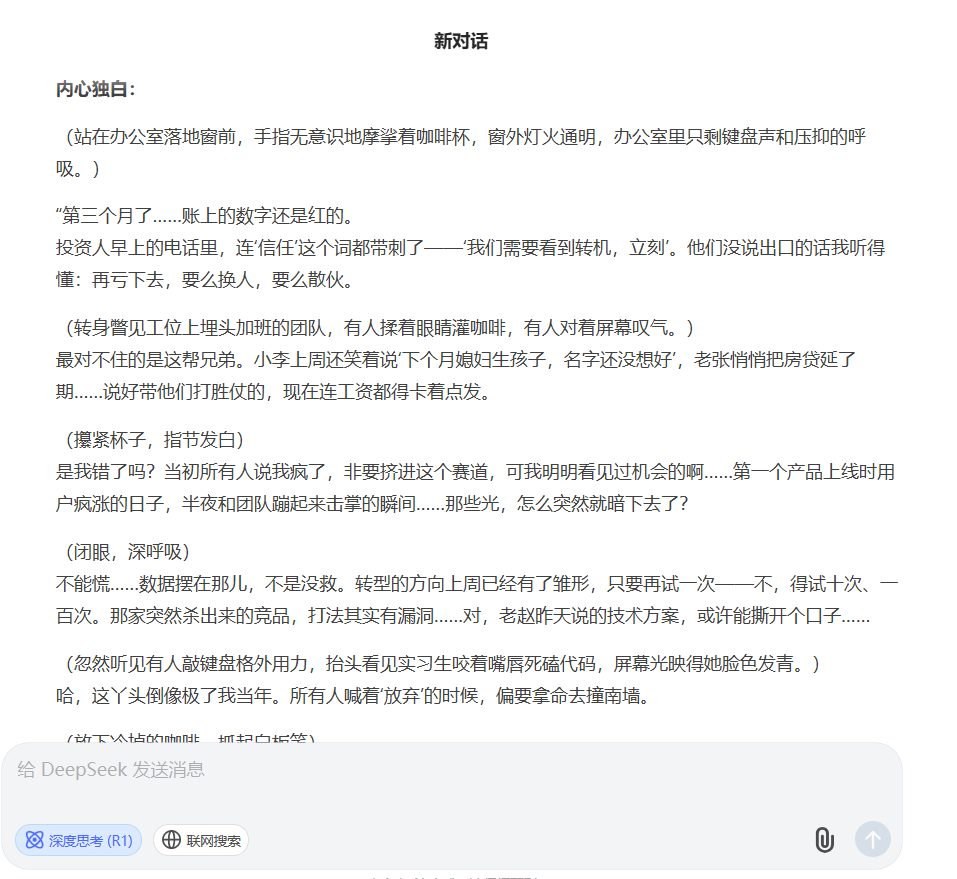 新对话
内心独白：
（站在办公室落地窗前，手指无意识地摩挲着咖啡杯，窗外灯火通明，办公室里只剩键盘声和压抑的呼
吸。）
“第三个月了……账上的数字还是红的。
投资人早上的电话里，连‘信任’这个词都带刺了——‘我们需要看到转机，立刻’。他们没说出口的话我听得
懂：再亏下去，要么换人，要么散伙。
（转身瞥见工位上埋头加班的团队，有人揉着眼睛灌咖啡，有人对着屏幕叹气。）
最对不住的是这帮兄弟。小李上周还笑着说‘下个月媳妇生孩子，名字还没想好’，老张悄悄把房贷延了
期……说好带他们打胜仗的，现在连工资都得卡着点发。
（攥紧杯子，指节发白）
是我错了吗？当初所有人说我疯了，非要挤进这个赛道，可我明明看见过机会的啊……第一个产品上线时用
户疯涨的日子，半夜和团队蹦起来击掌的瞬间……那些光，怎么突然就暗下去了？
（闭眼，深呼吸）
不能慌……数据摆在那儿，不是没救。转型的方向上周已经有了雏形，只要再试一次——不，得试十次、一
百次。那家突然杀出来的竞品，打法其实有漏洞……对，老赵昨天说的技术方案，或许能撕开个口子……
（忽然听见有人敲键盘格外用力，抬头看见实习生咬着嘴唇死磕代码，屏幕光映得她脸色发青。）
哈，这丫头倒像极了我当年。所有人喊着‘放弃’的时候，偏要拿命去撞南墙。
（放下冷掉的咖啡，抓起白板笔）
给 DeepSeek 发送消息
深度思考 (R1)
联网搜索